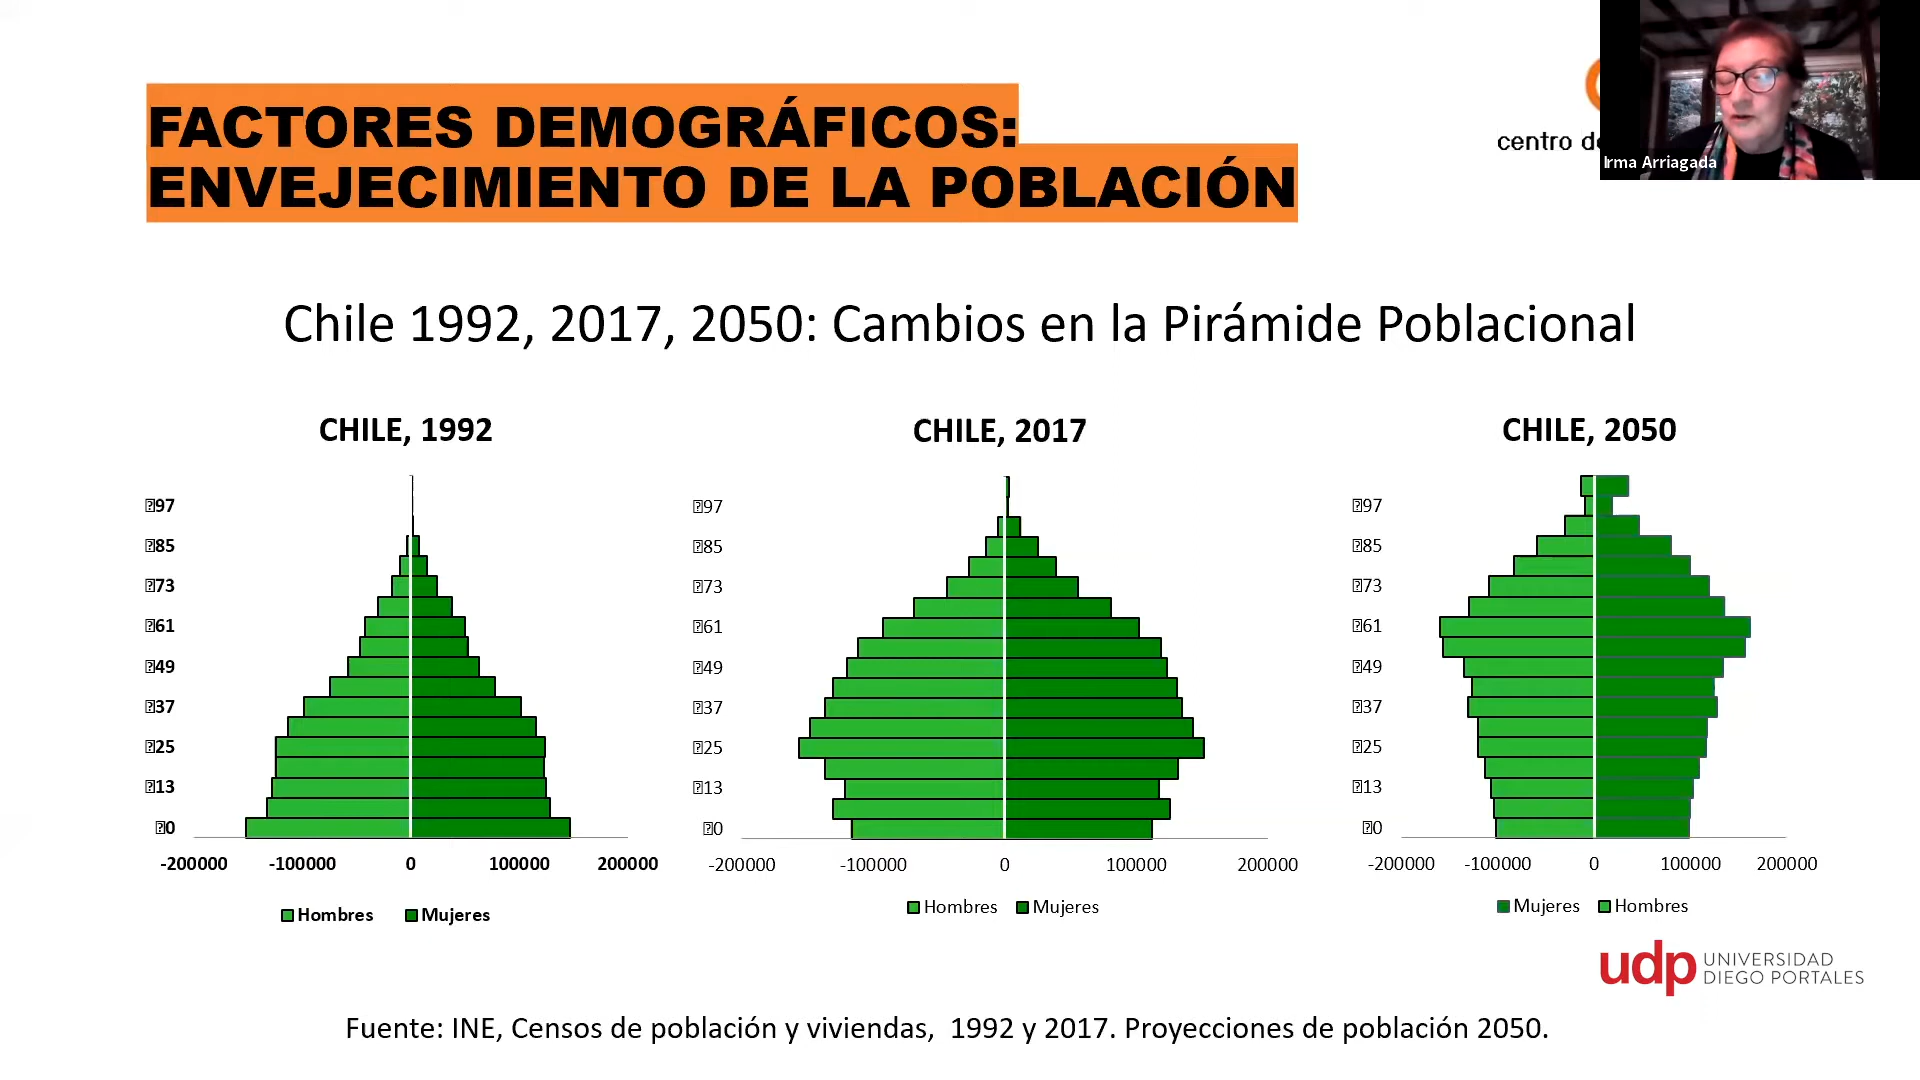 FACTORES DEMOGRÁFICOS:
ENVEJECIMIENTO DE LA POBLACIÓN
centro de
Irma Arriagada
Chile 1992, 2017, 2050: Cambios en la Pirámide Poblacional
CHILE, 1992
97
85
73
61
49
37
25
13
0
-200000 -100000 0 100000 200000
Hombres Mujeres
CHILE, 2017
97
85
73
61
49
37
25
13
0
-200000 -100000 0 100000 200000
Hombres Mujeres
CHILE, 2050
97
85
73
61
49
37
25
13
0
-200000 -100000 0 100000 200000
Mujeres Hombres
udp UNIVERSIDAD
DIEGO PORTALES
Fuente: INE, Censos de población y viviendas, 1992 y 2017. Proyecciones de población 2050.